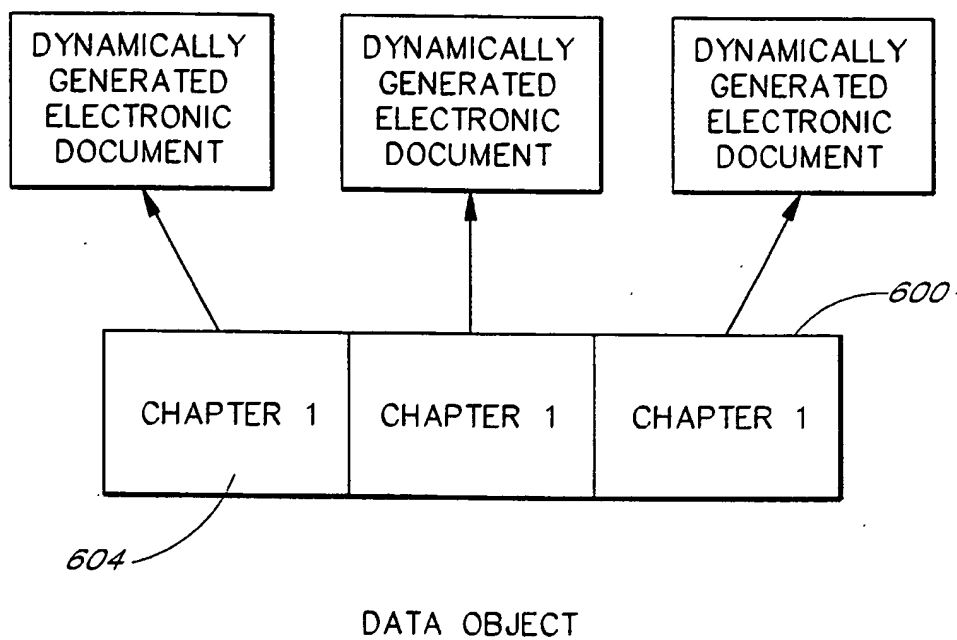 DYNAMICALLY
GENERATED
ELECTRONIC
DOCUMENT
DYNAMICALLY
GENERATED
ELECTRONIC
DOCUMENT
DYNAMICALLY
GENERATED
ELECTRONIC
DOCUMENT
600
CHAPTER 1
CHAPTER 1
CHAPTER 1
604
DATA OBJECT